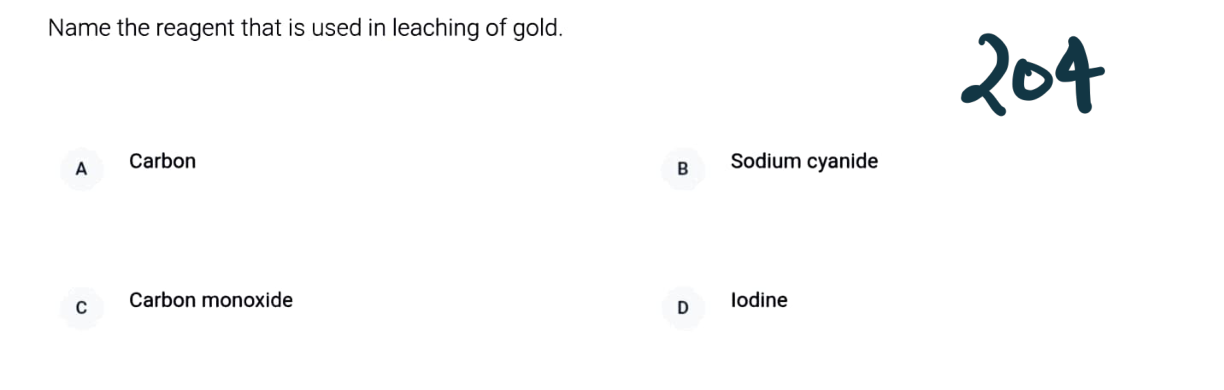 Name the reagent that is used in leaching of gold.
204
A Carbon
B Sodium cyanide
C Carbon monoxide
D Iodine